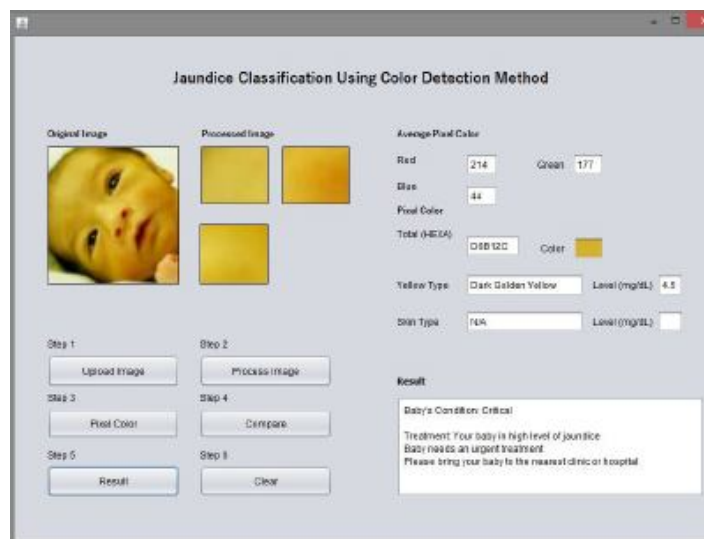 Jaundice Classification Using Color Detection Method
Original Image
Processed Image
Average Pixel Color
Red 214 Green 177
Blue 44
Pixel Color
Total (HEXA) D6B12C Color
Yellow Type Dark Golden Yellow Level (mg/dL) 4.5
Skin Type N/A Level (mg/dL)
Step 1
Step 2
Upload Image
Process Image
Step 3
Step 4
Pixel Color
Compare
Step 5
Step 6
Result
Clear
Result
Baby's Condition: Critical
Treatment: Your baby in high level of jaundice
Baby needs an urgent treatment
Please bring your baby to the nearest clinic or hospital